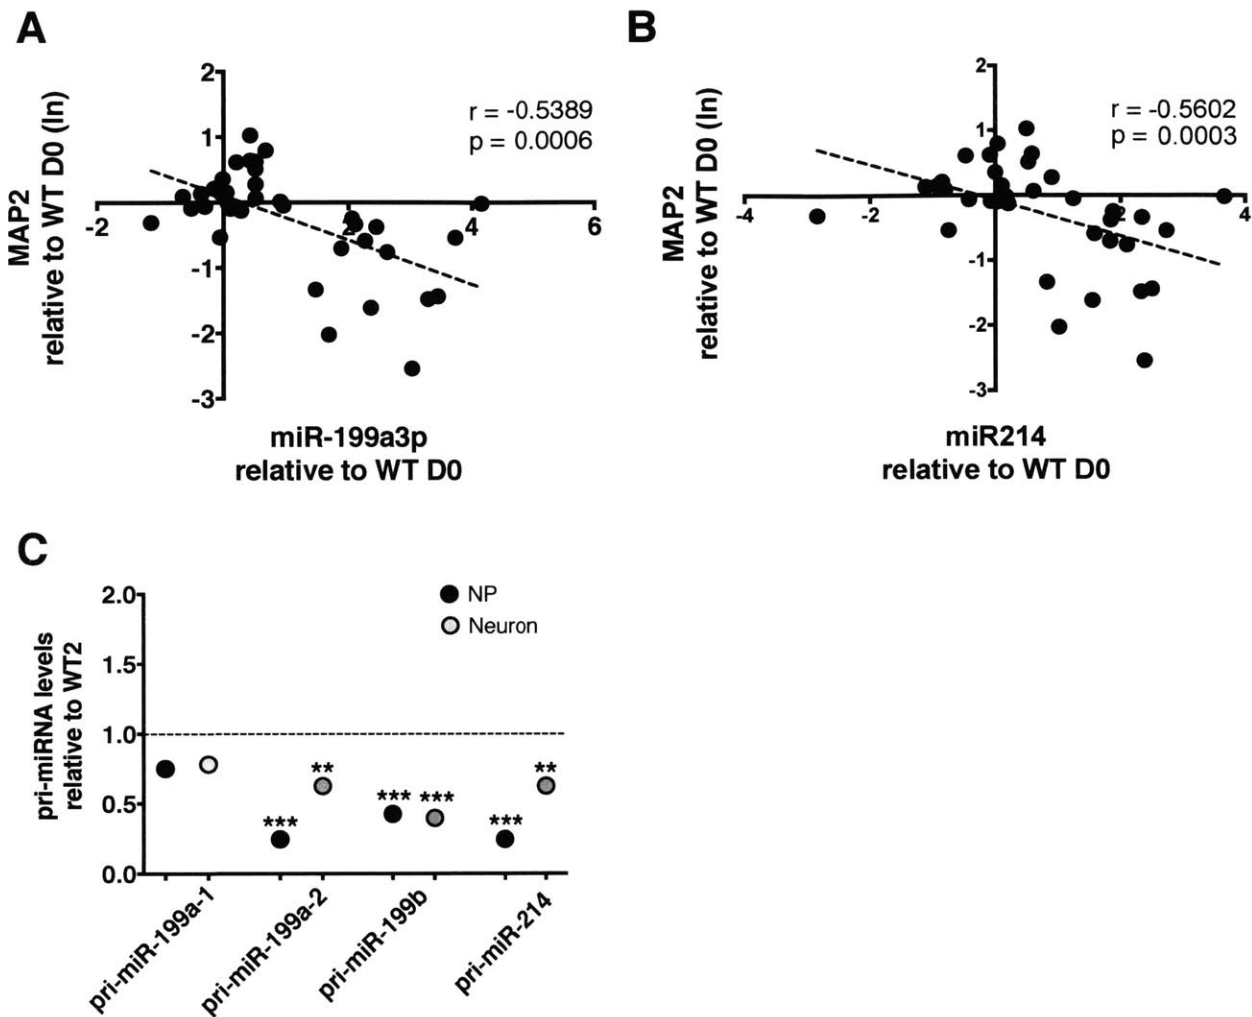 A
MAP2
relative to WT D0 (ln)
2
1
-1
-2
-3
-2
2
4
6
r = -0.5389
p = 0.0006
miR-199a3p
relative to WT D0
B
MAP2
relative to WT D0 (ln)
2
1
-1
-2
-3
-4
-2
2
4
r = -0.5602
p = 0.0003
miR214
relative to WT D0
C
pri-miRNA levels
relative to WT2
2.0
1.5
1.0
0.5
0.0
NP
Neuron
***
**
***
***
***
**
pri-miR-199a-1
pri-miR-199a-2
pri-miR-199b
pri-miR-214